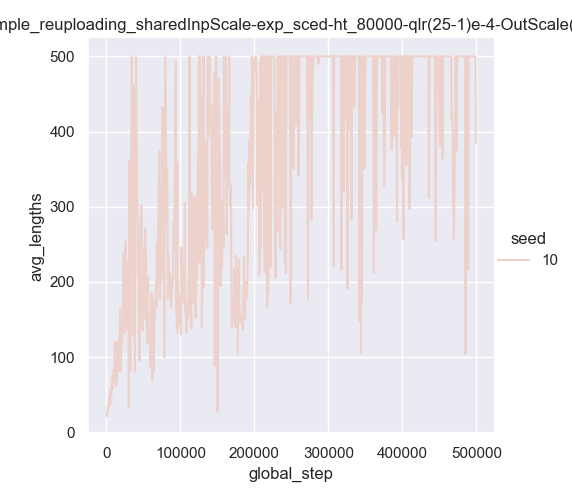 mple_reuploading_sharedInpScale-exp_sced-ht_80000-qlr(25-1)e-4-OutScale(
500
400
300
200
100
0
avg_lengths
0 100000 200000 300000 400000 500000
global_step
seed
10